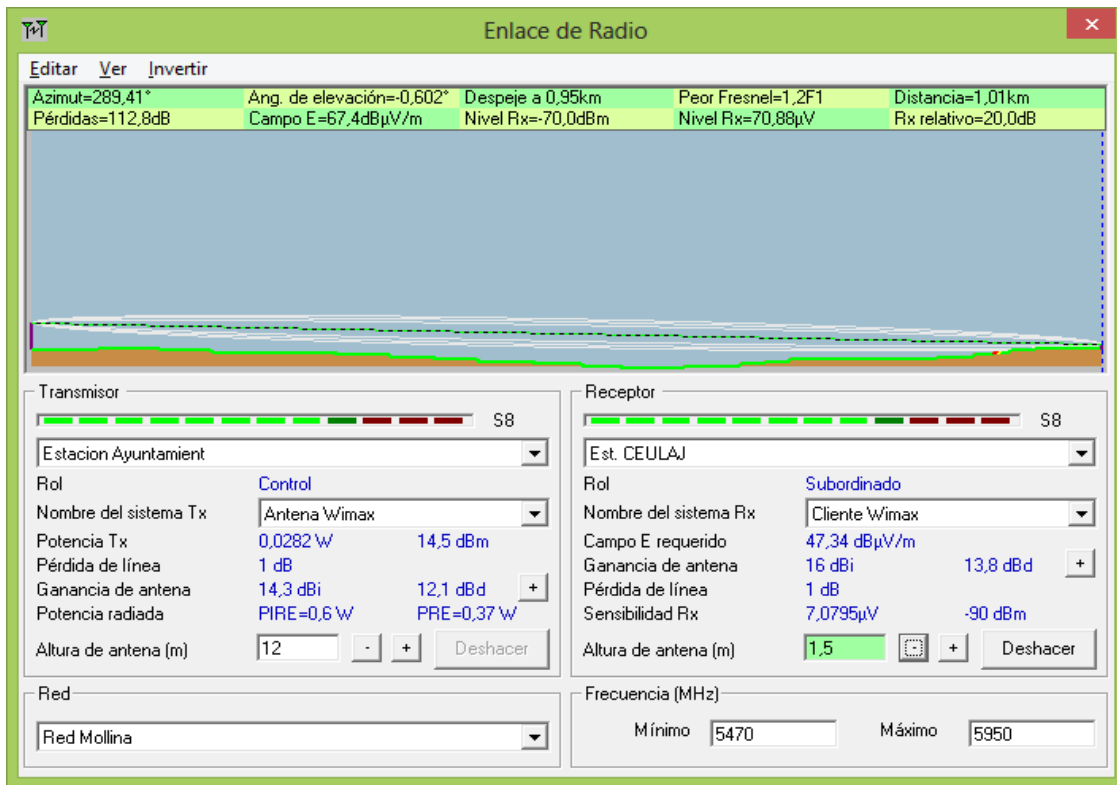 Enlace de Radio
Editar Ver Invertir
Azimut=289,41° Ang. de elevación=-0,602° Despeje a 0,95km Peor Fresnel=1,2F1 Distancia=1,01km
Pérdidas=112,8dB Campo E=67,4dBµV/m Nivel Rx=-70,0dBm Nivel Rx=70,88µV Rx relativo=20,0dB
Transmisor
S8
Estacion Ayuntamient
Rol Control
Nombre del sistema Tx Antena Wimax
Potencia Tx 0,0282 W 14,5 dBm
Pérdida de línea 1 dB
Ganancia de antena 14,3 dBi 12,1 dBd +
Potencia radiada PIRE=0,6 W PRE=0,37 W
Altura de antena (m) 12 - + Deshacer
Receptor
S8
Est. CEULAJ
Rol Subordinado
Nombre del sistema Rx Cliente Wimax
Campo E requerido 47,34 dBµV/m
Ganancia de antena 16 dBi 13,8 dBd +
Pérdida de línea 1 dB
Sensibilidad Rx 7,0795µV -90 dBm
Altura de antena (m) 1,5 - + Deshacer
Red
Red Mollina
Frecuencia (MHz)
Mínimo 5470 Máximo 5950